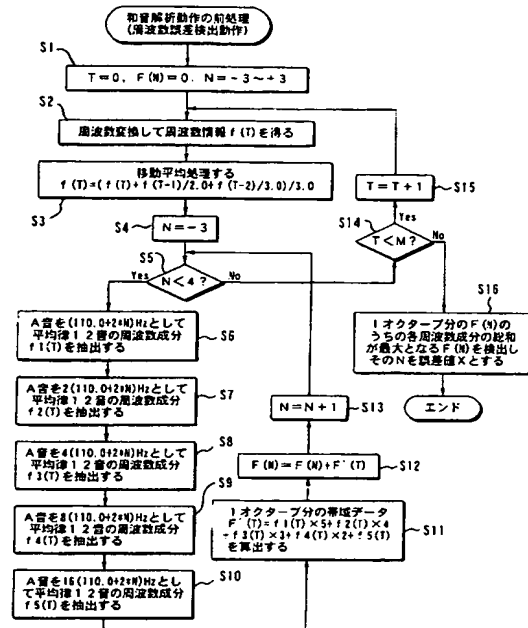 和音解析動作の前処理
(周波数誤差検出動作)
S1
T=0, F(N)=0. N=-3~+3
S2
周波数変換して周波数情報f(T)を得る
移動平均処理する
f(T)=(f(T)+f(T-1)/2.0+f(T-2)/3.0)/3.0
S3
S4
N=-3
S5
N<4?
Yes
No
S6
A音を(110.0+2*N)Hzとして
平均律12音の周波数成分
f1(T)を抽出する
S7
A音を2(110.0+2*N)Hzとして
平均律12音の周波数成分
f2(T)を抽出する
S8
A音を4(110.0+2*N)Hzとして
平均律12音の周波数成分
f3(T)を抽出する
S9
A音を8(110.0+2*N)Hzとして
平均律12音の周波数成分
f4(T)を抽出する
S10
A音を16(110.0+2*N)Hzとし
て平均律12音の周波数成分
f5(T)を抽出する
S11
1オクターブ分の帯域データ
F'(T)=f1(T)×5+f2(T)×4
+f3(T)×3+f4(T)×2+f5(T)
を算出する
F(N)=F(N)+F'(T)
S12
N=N+1
S13
S14
T<M?
Yes
No
T=T+1
S15
S16
1オクターブ分のF(N)の
うちの各周波数成分の総和
が最大となるF(N)を検出し
そのNを誤差値Xとする
エンド